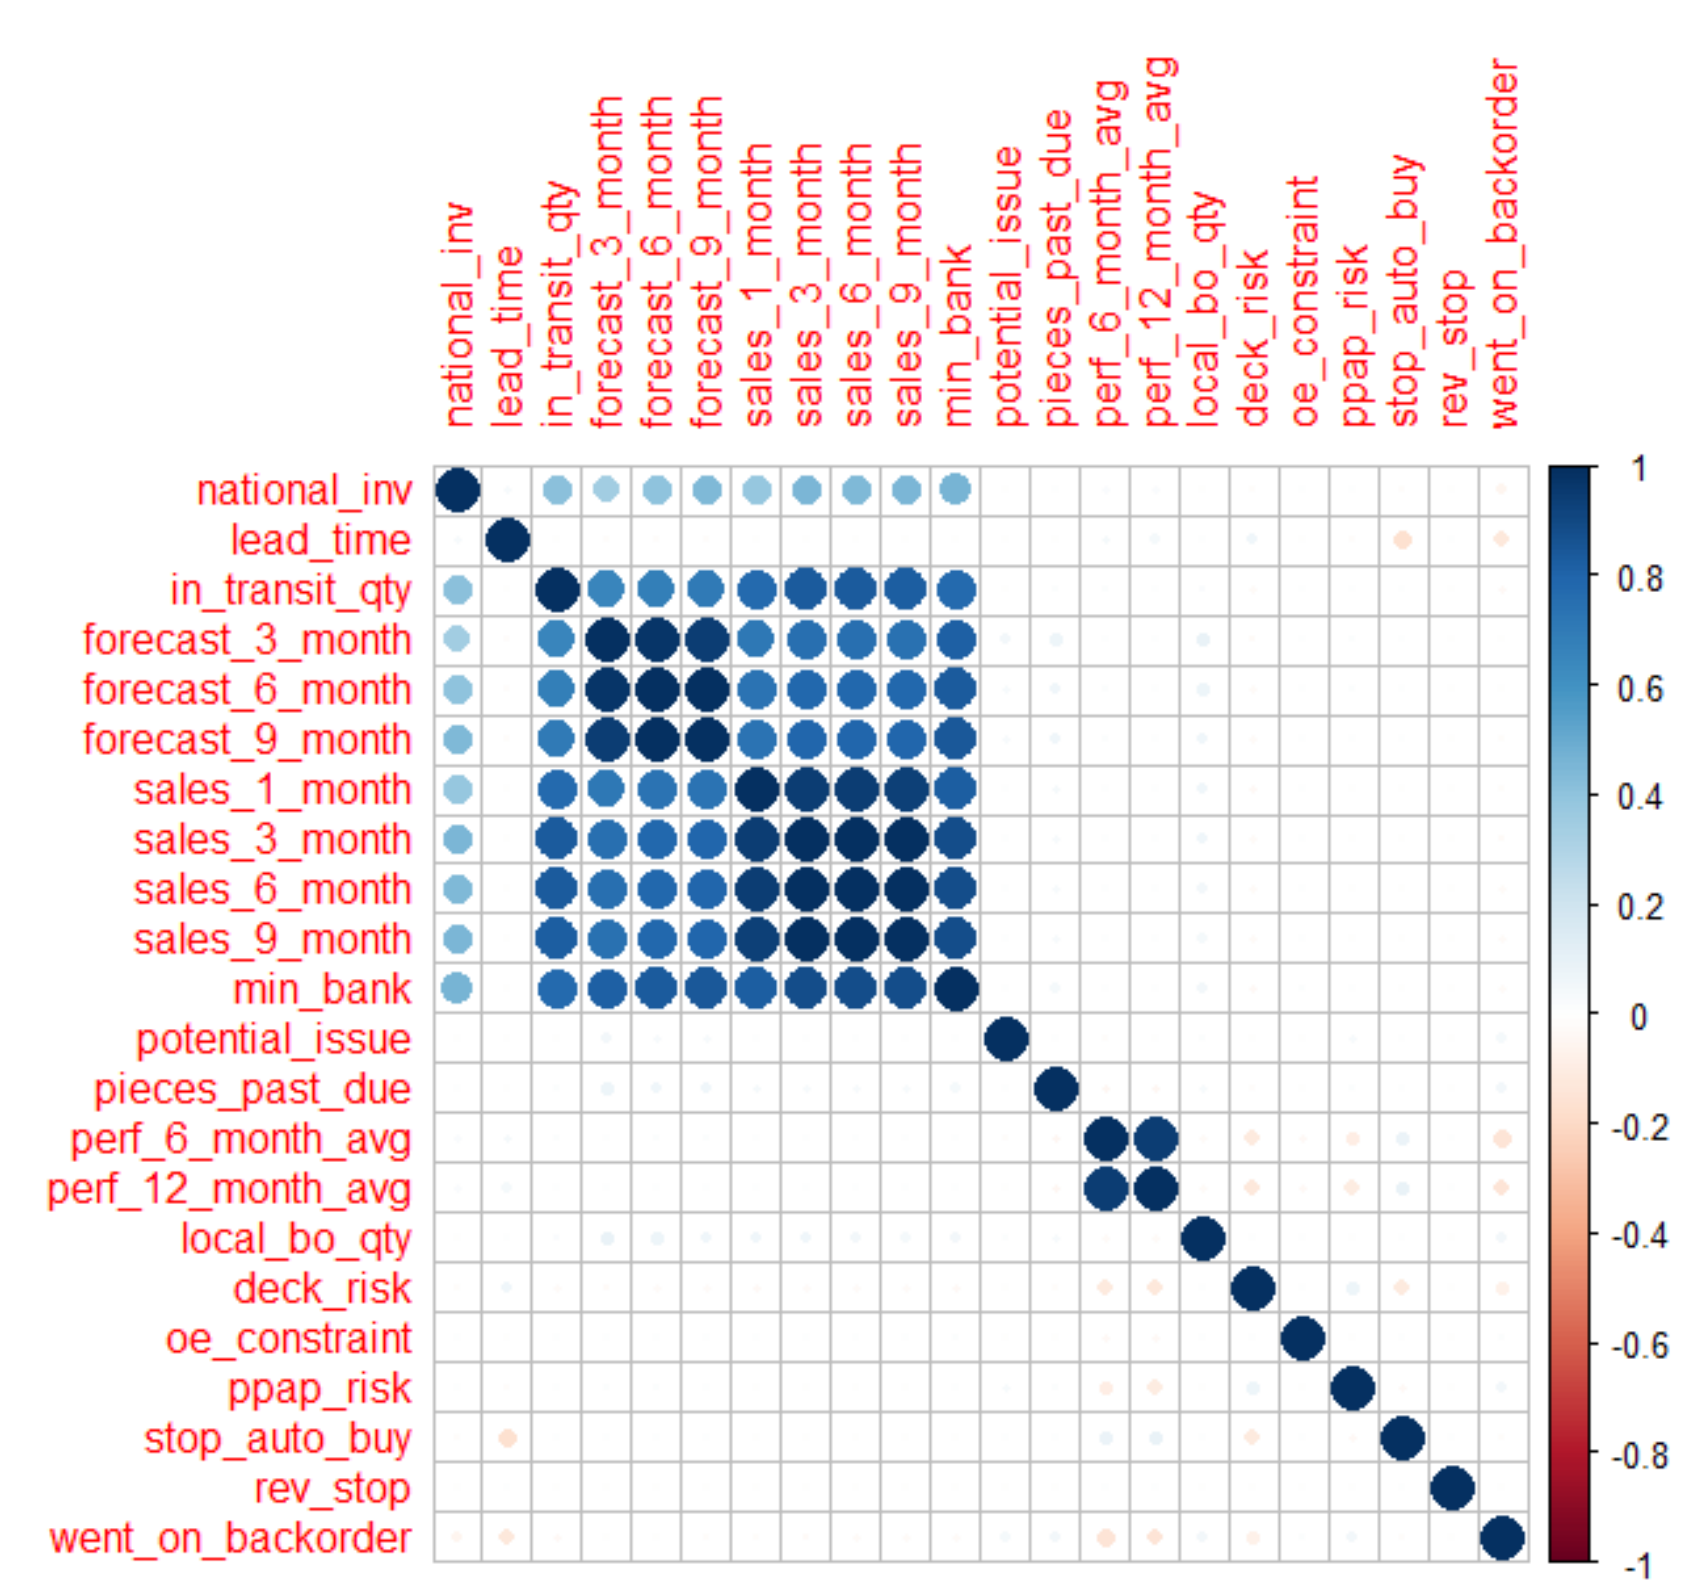 national_inv
lead_time
in_transit_qty
forecast_3_month
forecast_6_month
forecast_9_month
sales_1_month
sales_3_month
sales_6_month
sales_9_month
min_bank
potential_issue
pieces_past_due
perf_6_month_avg
perf_12_month_avg
local_bo_qty
deck_risk
oe_constraint
ppap_risk
stop_auto_buy
rev_stop
went_on_backorder
national_inv
lead_time
in_transit_qty
forecast_3_month
forecast_6_month
forecast_9_month
sales_1_month
sales_3_month
sales_6_month
sales_9_month
min_bank
potential_issue
pieces_past_due
perf_6_month_avg
perf_12_month_avg
local_bo_qty
deck_risk
oe_constraint
ppap_risk
stop_auto_buy
rev_stop
went_on_backorder
1
0.8
0.6
0.4
0.2
0
-0.2
-0.4
-0.6
-0.8
-1